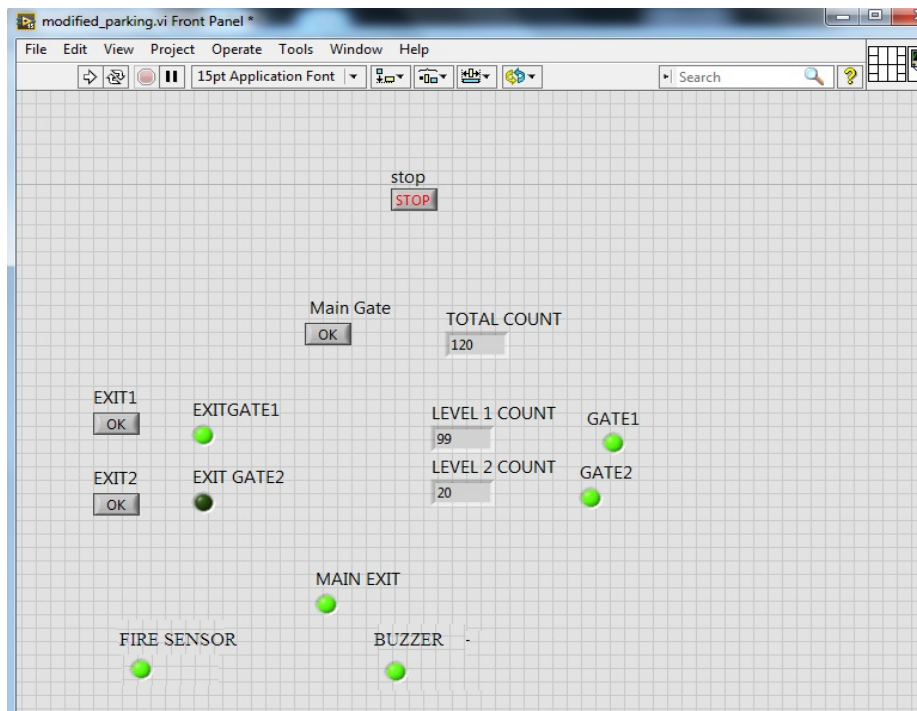 modified_parking.vi Front Panel *
File Edit View Project Operate Tools Window Help
15pt Application Font
Search
stop
STOP
Main Gate
OK
TOTAL COUNT
120
EXIT1
OK
EXITGATE1
LEVEL 1 COUNT
99
GATE1
EXIT2
OK
EXIT GATE2
LEVEL 2 COUNT
20
GATE2
MAIN EXIT
FIRE SENSOR
BUZZER -